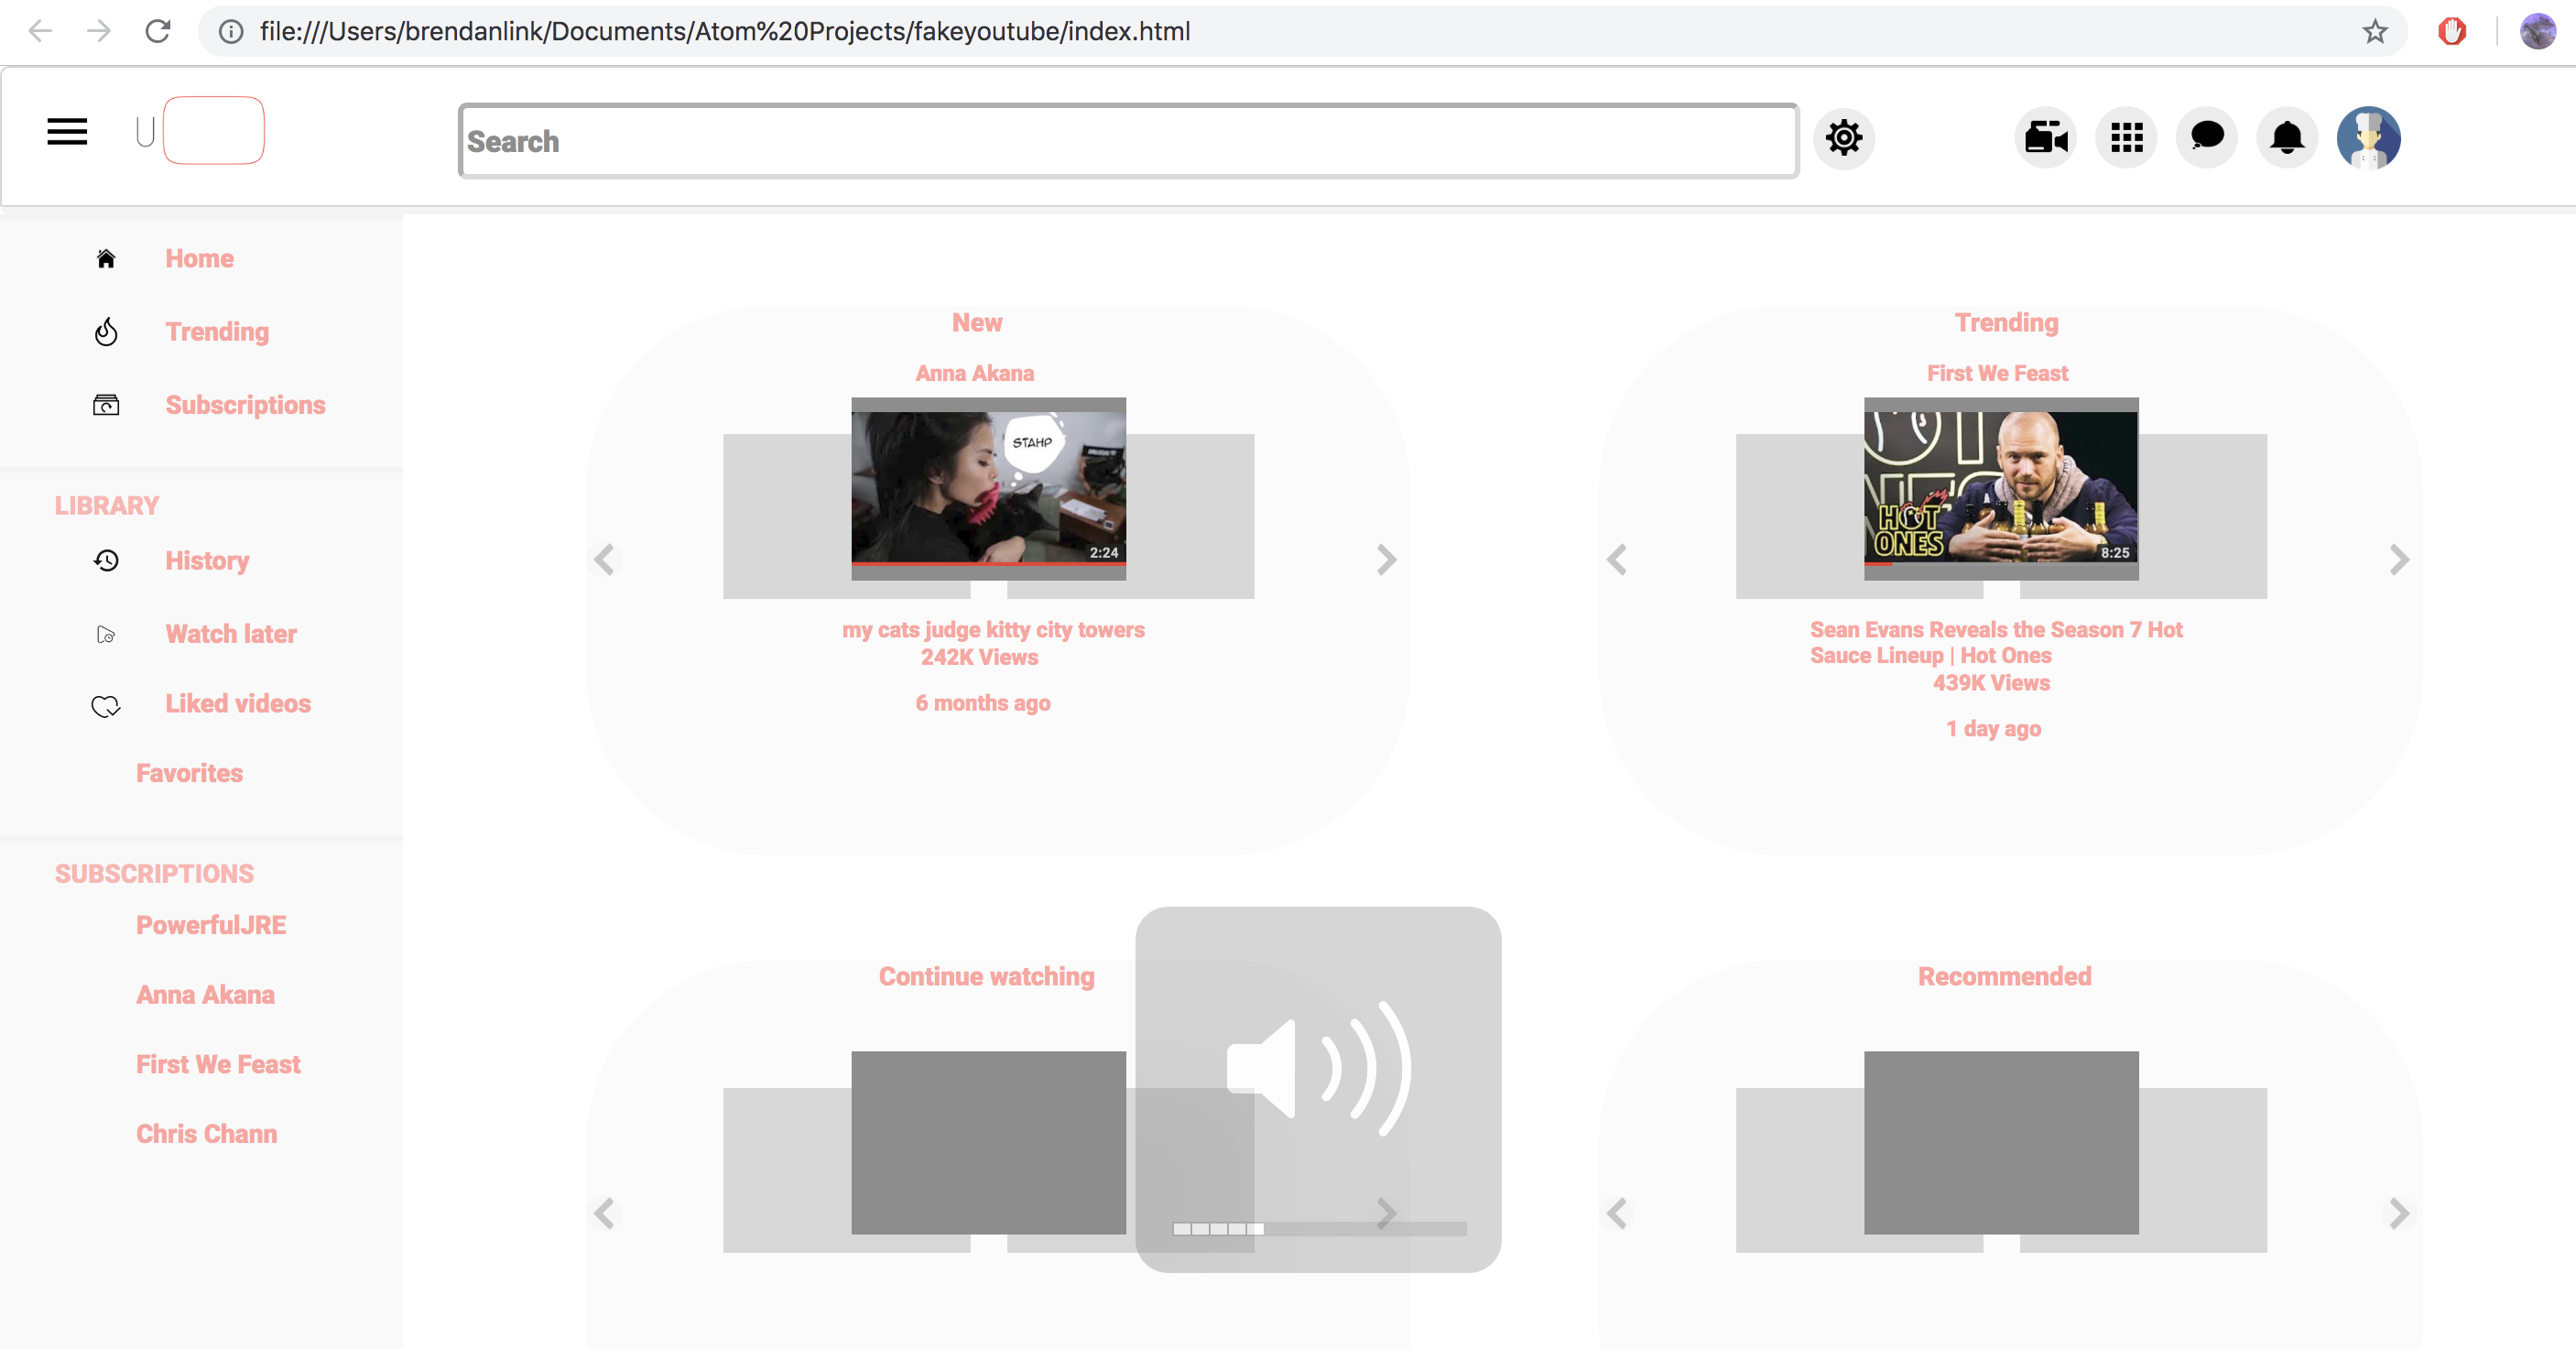 file:///Users/brendanlink/Documents/Atom%20Projects/fakeyoutube/index.html
U
Search
Home
Trending
Subscriptions
LIBRARY
History
Watch later
Liked videos
Favorites
SUBSCRIPTIONS
PowerfulJRE
Anna Akana
First We Feast
Chris Chann
New
Anna Akana
STAHP
2:24
my cats judge kitty city towers
242K Views
6 months ago
Trending
First We Feast
HOT
ONES
8:25
Sean Evans Reveals the Season 7 Hot
Sauce Lineup | Hot Ones
439K Views
1 day ago
Continue watching
Recommended